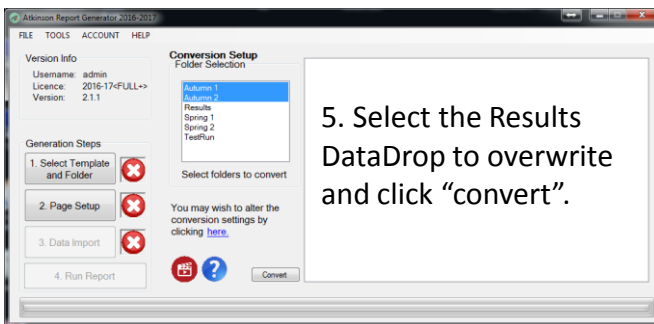 Atkinson Report Generator 2016-2017
FILE TOOLS ACCOUNT HELP
Version Info
Username: admin
Licence: 2016-17<FULL+>
Version: 2.1.1
Generation Steps
1. Select Template
and Folder
2. Page Setup
3. Data Import
4. Run Report
Conversion Setup
Folder Selection
Autumn 1
Autumn 2
Results
Spring 1
Spring 2
TestRun
Select folders to convert
You may wish to alter the
conversion settings by
clicking here.
?
Convert
5. Select the Results
DataDrop to overwrite
and click “convert”.